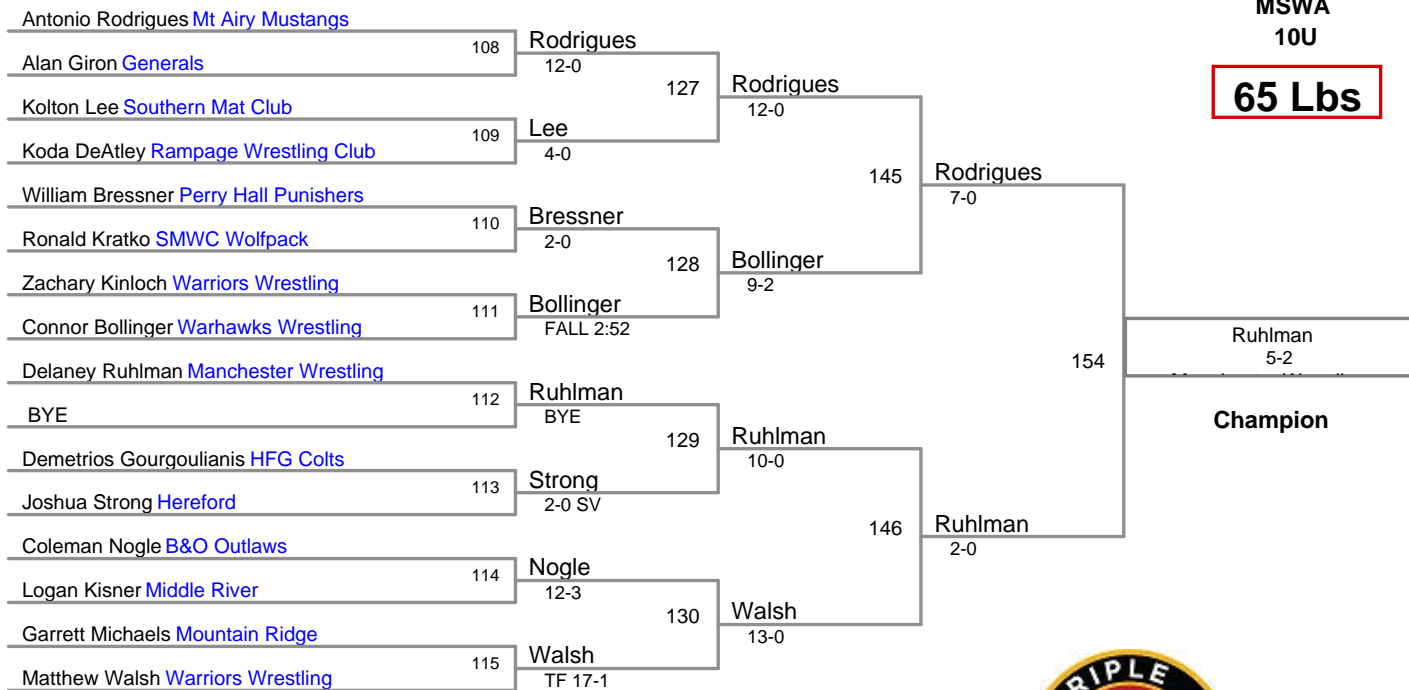 MSWA
10U
65 Lbs
Antonio Rodrigues Mt Airy Mustangs
Alan Giron Generals
Kolton Lee Southern Mat Club
Koda DeAtley Rampage Wrestling Club
William Bressner Perry Hall Punishers
Ronald Kratko SMWC Wolfpack
Zachary Kinloch Warriors Wrestling
Connor Bollinger Warhawks Wrestling
Delaney Ruhlman Manchester Wrestling
BYE
Demetrios Gourgoulianis HFG Colts
Joshua Strong Hereford
Coleman Nogle B&O Outlaws
Logan Kisner Middle River
Garrett Michaels Mountain Ridge
Matthew Walsh Warriors Wrestling
108
Rodrigues
12-0
109
Lee
4-0
110
Bressner
2-0
111
Bollinger
FALL 2:52
112
Ruhlman
BYE
113
Strong
2-0 SV
114
Nogle
12-3
115
Walsh
TF 17-1
127
Rodrigues
12-0
128
Bollinger
9-2
129
Ruhlman
10-0
130
Walsh
13-0
145
Rodrigues
7-0
146
Ruhlman
2-0
154
Ruhlman
5-2
Champion
RIPLE